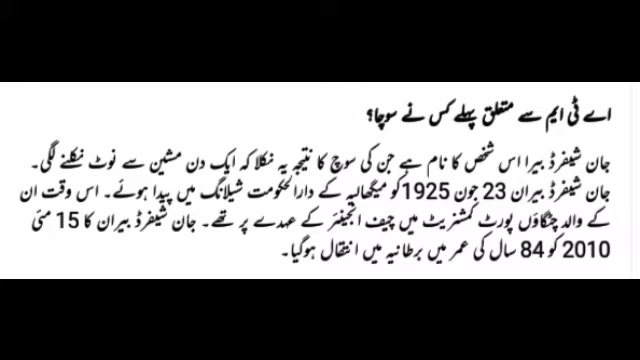 اے ٹی ایم سے متعلق پہلے کس نے سوچا؟
جان شیفرڈ بیرا اس شخص کا نام ہے جن کی سوچ کا نتیجہ یہ نکلا کہ ایک دن مشین سے نوٹ نکلنے لگی۔
جان شیفرڈ بیران 23 جون 1925کو میگھالیہ کے دارالحکومت شیلانگ میں پیدا ہوئے۔ اس وقت ان
کے والد چٹگاؤں پورٹ کمشنریٹ میں چیف انجینئر کے عہدے پر تھے۔ جان شیفرڈ بیران کا 15 مئی
2010 کو 84 سال کی عمر میں برطانیہ میں انتقال ہوگیا۔